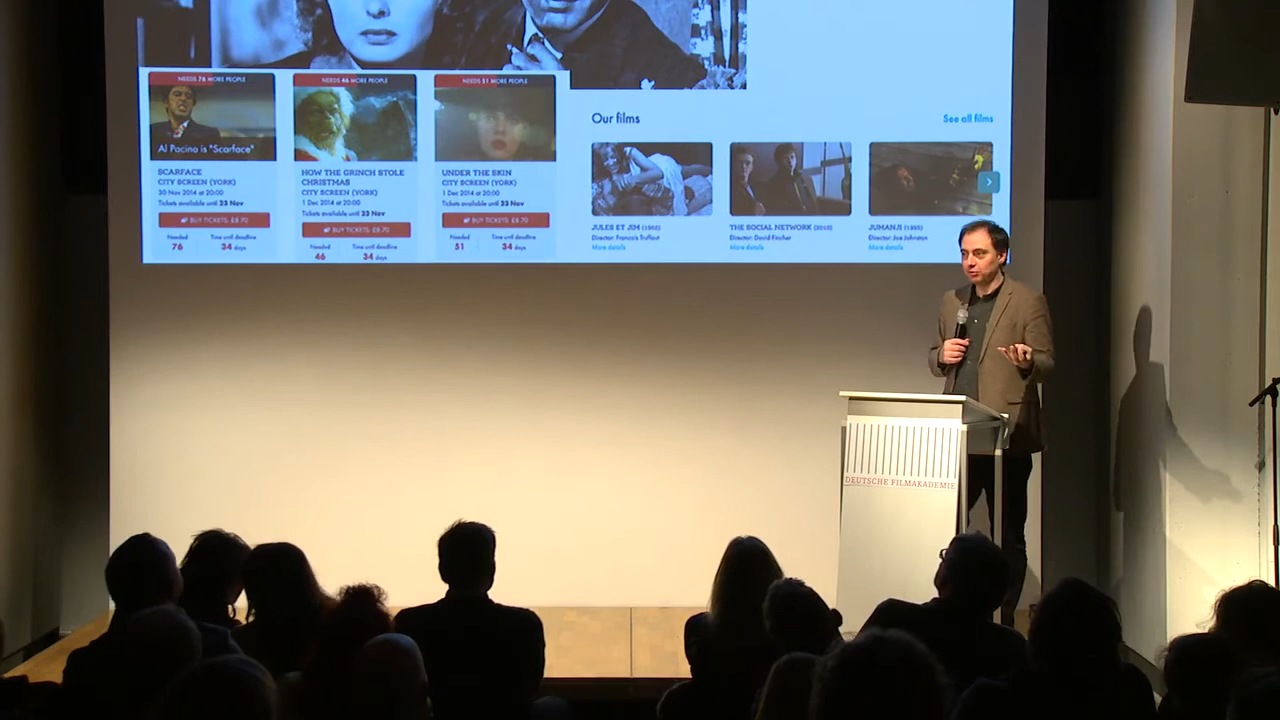 NEEDS 76 MORE PEOPLE
Al Pacino is "Scarface"
SCARFACE
CITY SCREEN (YORK)
30 Nov 2014 at 20:00
Tickets available until 23 Nov
BUY TICKETS: £8.70
Needed
Time until deadline
76
34 days
NEEDS 46 MORE PEOPLE
HOW THE GRINCH STOLE
CHRISTMAS
CITY SCREEN (YORK)
1 Dec 2014 at 20:00
Tickets available until 23 Nov
BUY TICKETS: £8.70
Needed
Time until deadline
46
34 days
NEEDS 51 MORE PEOPLE
UNDER THE SKIN
CITY SCREEN (YORK)
1 Dec 2014 at 20:00
Tickets available until 23 Nov
BUY TICKETS: £8.70
Needed
Time until deadline
51
34 days
Our films
See all films
JULES ET JIM (1962)
Director: Francois Truffaut
More details
THE SOCIAL NETWORK (2010)
Director: David Fincher
More details
JUMANJI (1995)
Director: Joe Johnston
More details
DEUTSCHE FILMAKADEMIE